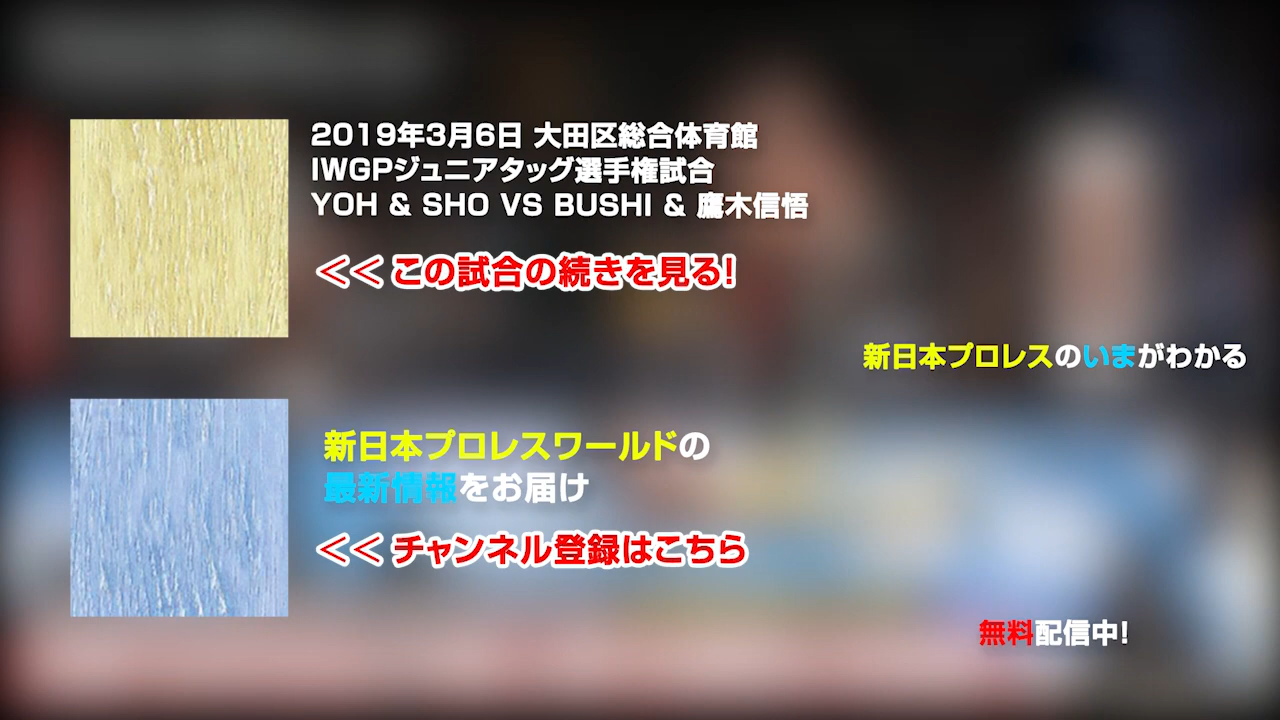 2019年3月6日 大田区総合体育館
IWGPジュニアタッグ選手権試合
YOH & SHO VS BUSHI & 鷹木信悟
<< この試合の続きを見る!
新日本プロレスのいまがわかる
新日本プロレスワールドの
最新情報をお届け
<< チャンネル登録はこちら
無料配信中!